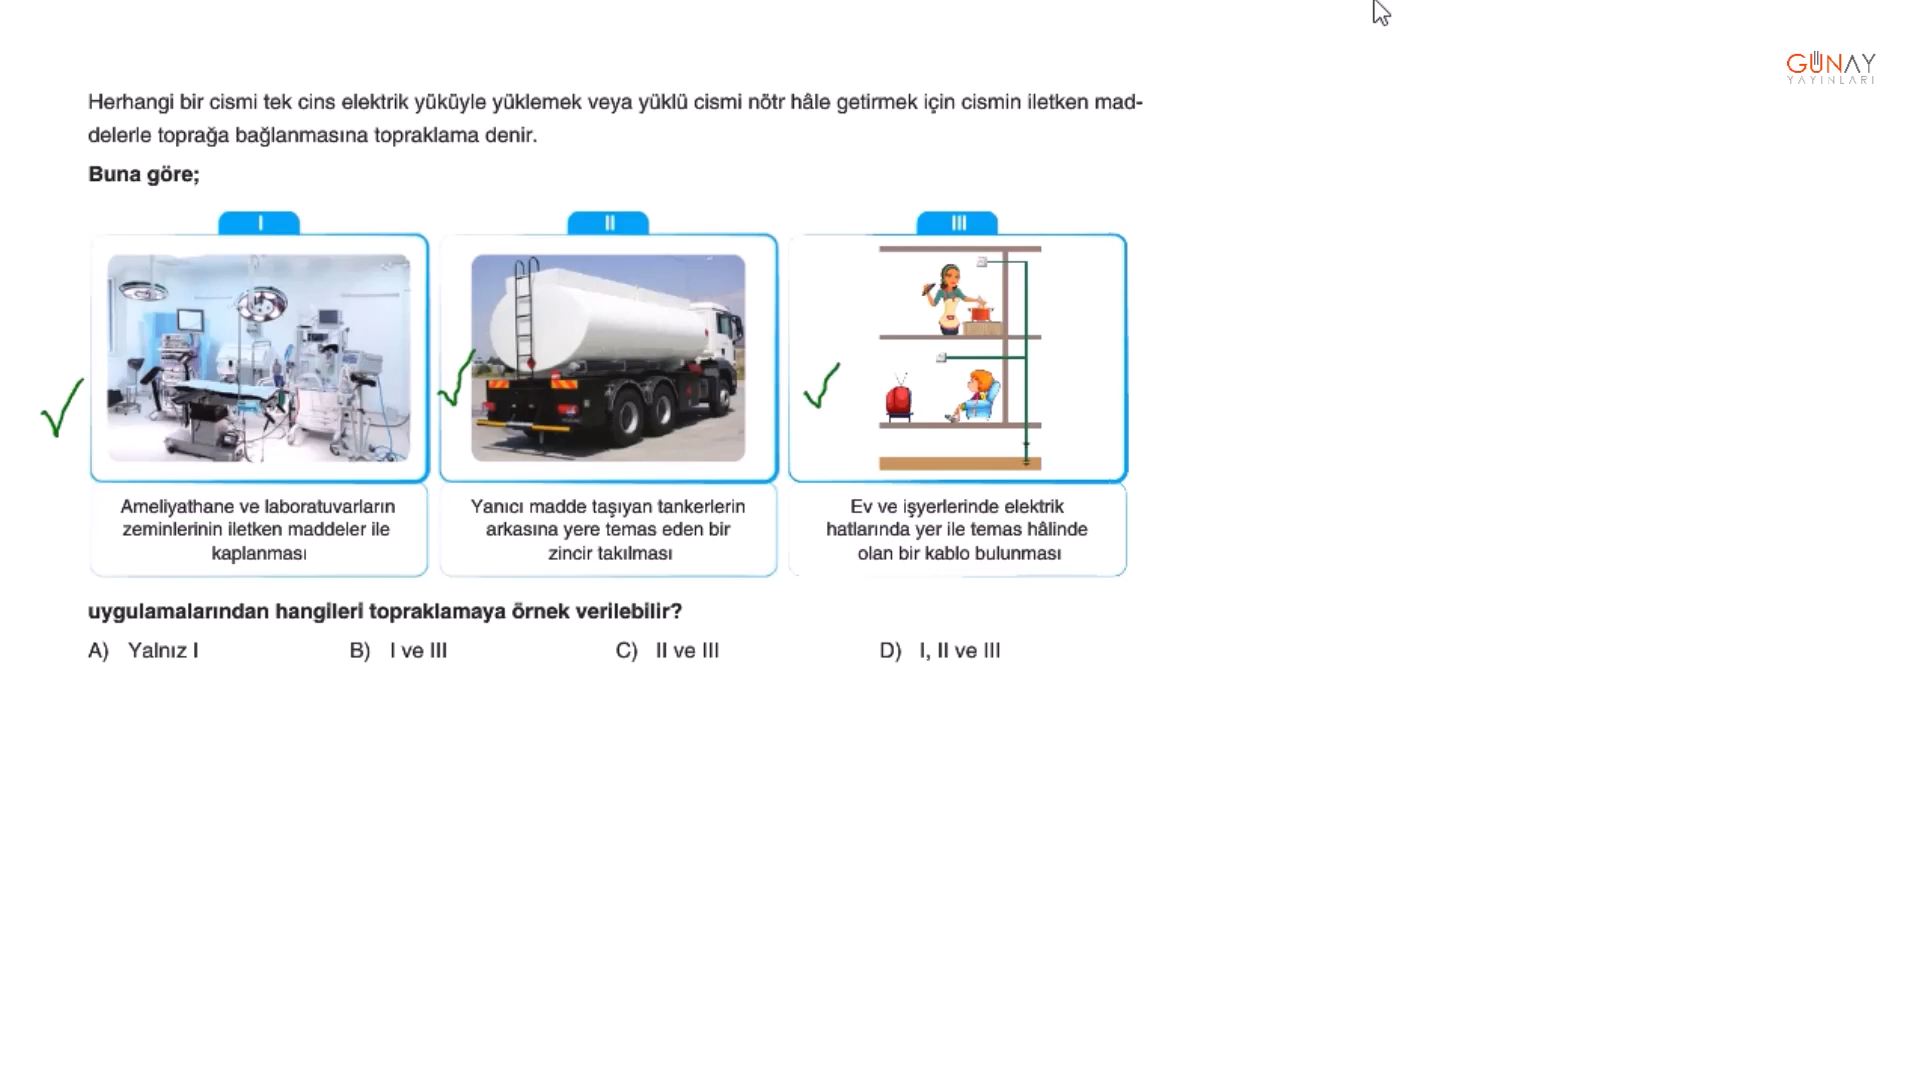 GÜNAY
YAYINLARI
Herhangi bir cismi tek cins elektrik yüküyle yüklemek veya yüklü cismi nötr hâle getirmek için cismin iletken mad-
delerle toprağa bağlanmasına topraklama denir.
Buna göre;
I
II
III
Ameliyathane ve laboratuvarların
zeminlerinin iletken maddeler ile
kaplanması
Yanıcı madde taşıyan tankerlerin
arkasına yere temas eden bir
zincir takılması
Ev ve işyerlerinde elektrik
hatlarında yer ile temas hâlinde
olan bir kablo bulunması
uygulamalarından hangileri topraklamaya örnek verilebilir?
A) Yalnız I
B) I ve III
C) II ve III
D) I, II ve III